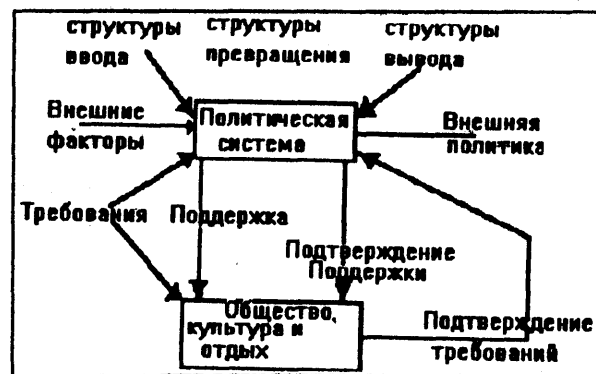 структуры ввода
структуры превращения
структуры вывода
Внешние факторы
Политическая система
Внешняя политика
Требования
Поддержка
Подтверждение Поддержки
Общество, культура и отдых
Подтверждение требований